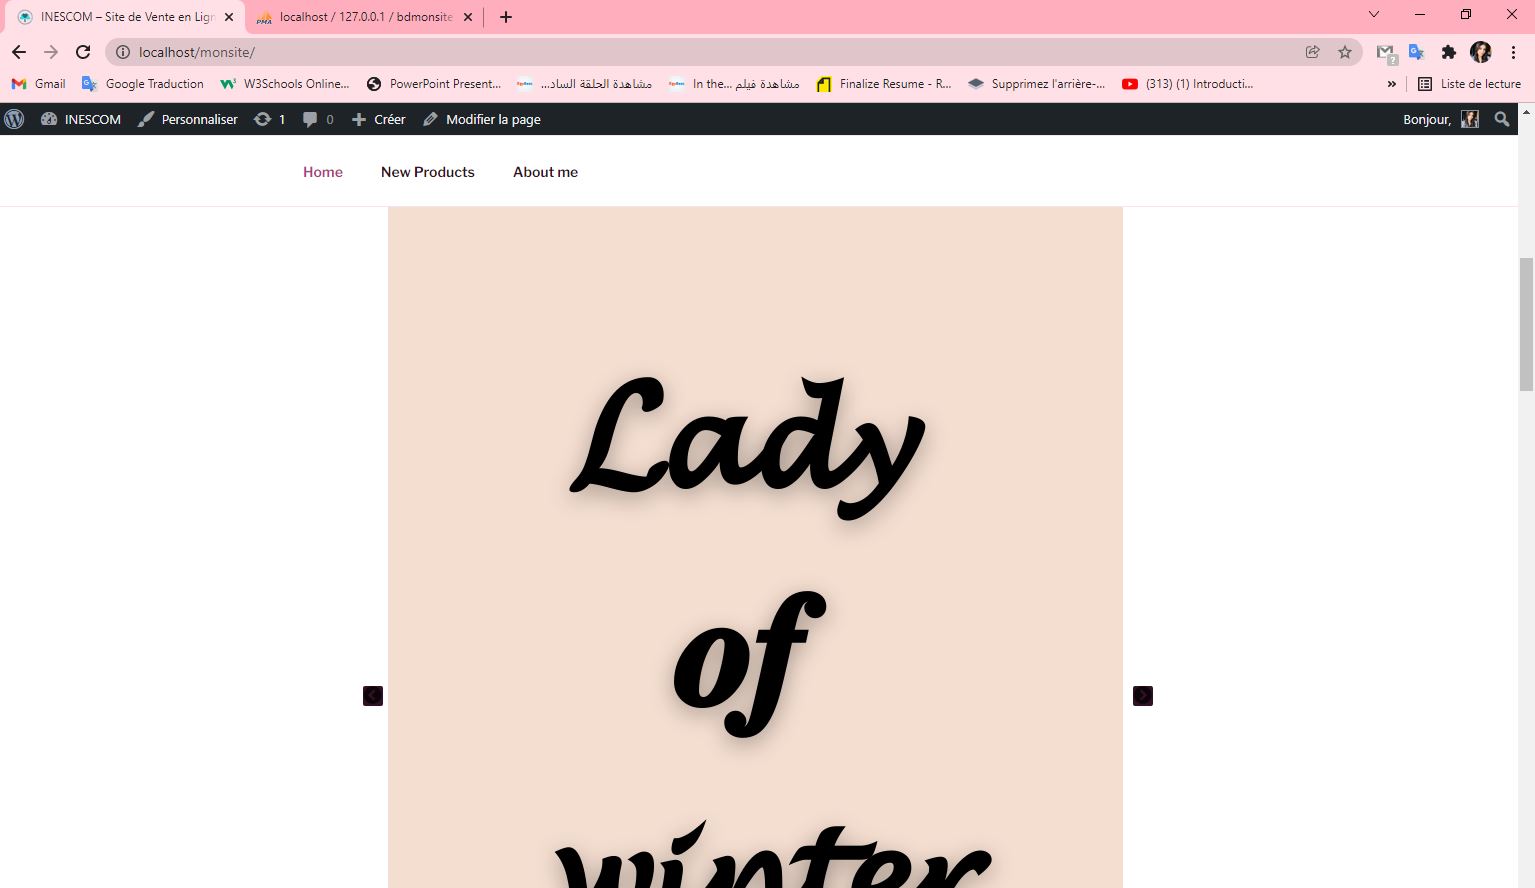 INESCOM – Site de Vente en Lign
localhost / 127.0.0.1 / bdmonsite
localhost/monsite/
Gmail
Google Traduction
W3Schools Online...
PowerPoint Present...
مشاهدة الحلقة الساد...
In the... مشاهدة فيلم
Finalize Resume - R...
Supprimez l'arrière-...
(313) (1) Introducti...
»
Liste de lecture
INESCOM
Personnaliser
1
0
Créer
Modifier la page
Bonjour,
Home
New Products
About me
Lady
of
winter